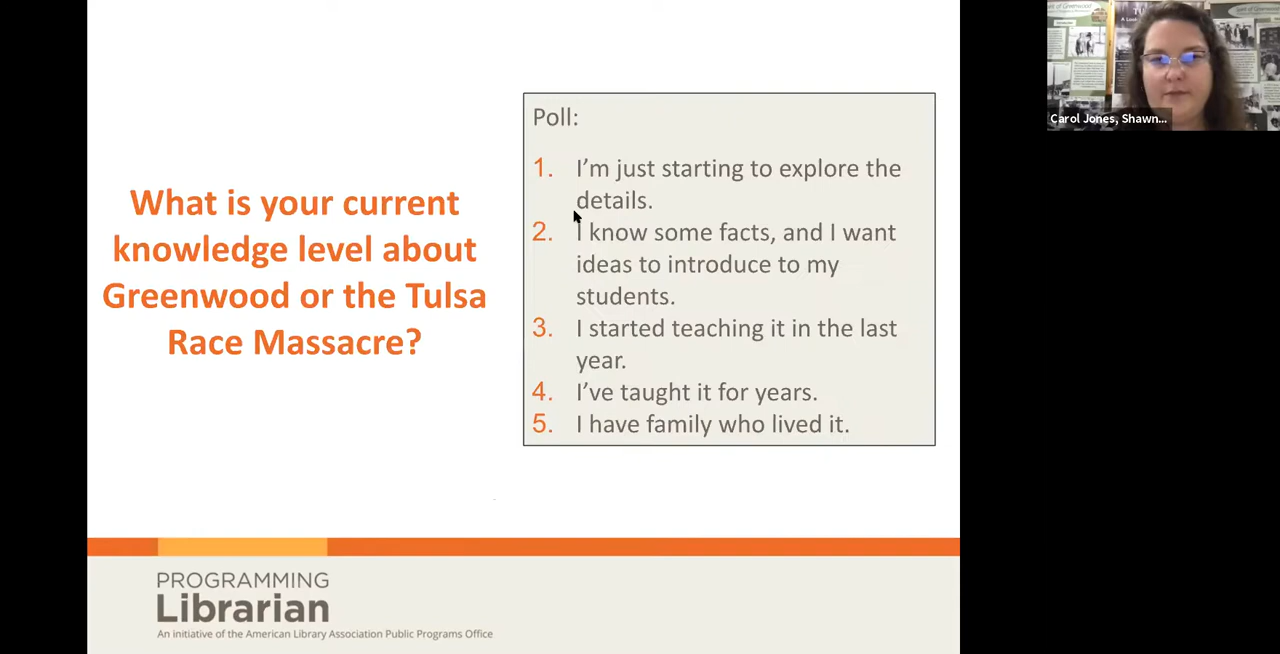 What is your current
knowledge level about
Greenwood or the Tulsa
Race Massacre?
Poll:
1. I'm just starting to explore the
details.
2. I know some facts, and I want
ideas to introduce to my
students.
3. I started teaching it in the last
year.
4. I've taught it for years.
5. I have family who lived it.
PROGRAMMING
Librarian
An initiative of the American Library Association Public Programs Office
Carol Jones, Shawn...